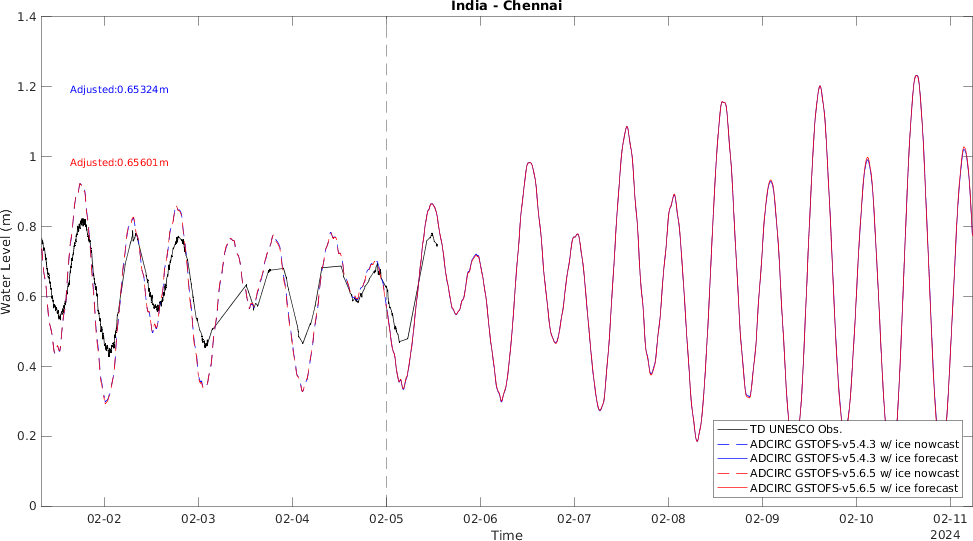 India - Chennai
1.4
1.2
1
0.8
0.6
0.4
0.2
0
Water Level (m)
Adjusted:0.65324m
Adjusted:0.65601m
TD UNESCO Obs.
ADCIRC GSTOFS-v5.4.3 w/ ice nowcast
ADCIRC GSTOFS-v5.4.3 w/ ice forecast
ADCIRC GSTOFS-v5.6.5 w/ ice nowcast
ADCIRC GSTOFS-v5.6.5 w/ ice forecast
02-02 02-03 02-04 02-05 02-06 02-07 02-08 02-09 02-10 02-11
Time 2024